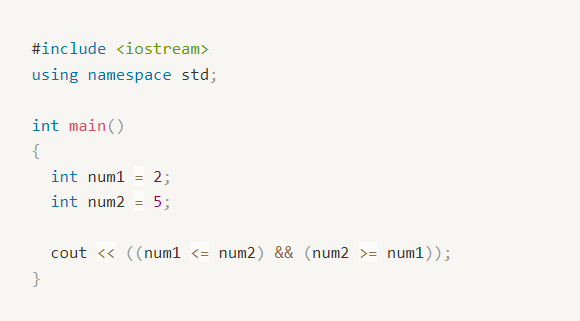 #include <iostream>
using namespace std;
int main()
{
int num1 = 2;
int num2 = 5;
cout << ((num1 <= num2) && (num2 >= num1));
}